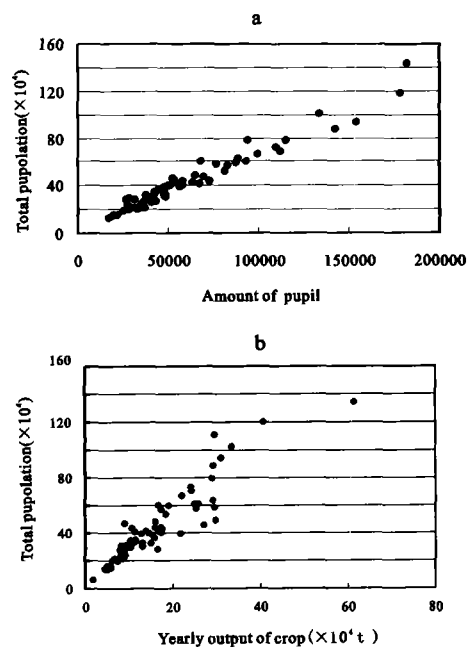 a
160
120
80
40
0
Total pupolation(×10⁴)
0 50000 100000 150000 200000
Amount of pupil
b
160
120
80
40
0
Total pupolation(×10⁴)
0 20 40 60 80
Yearly output of crop(×10⁴t)